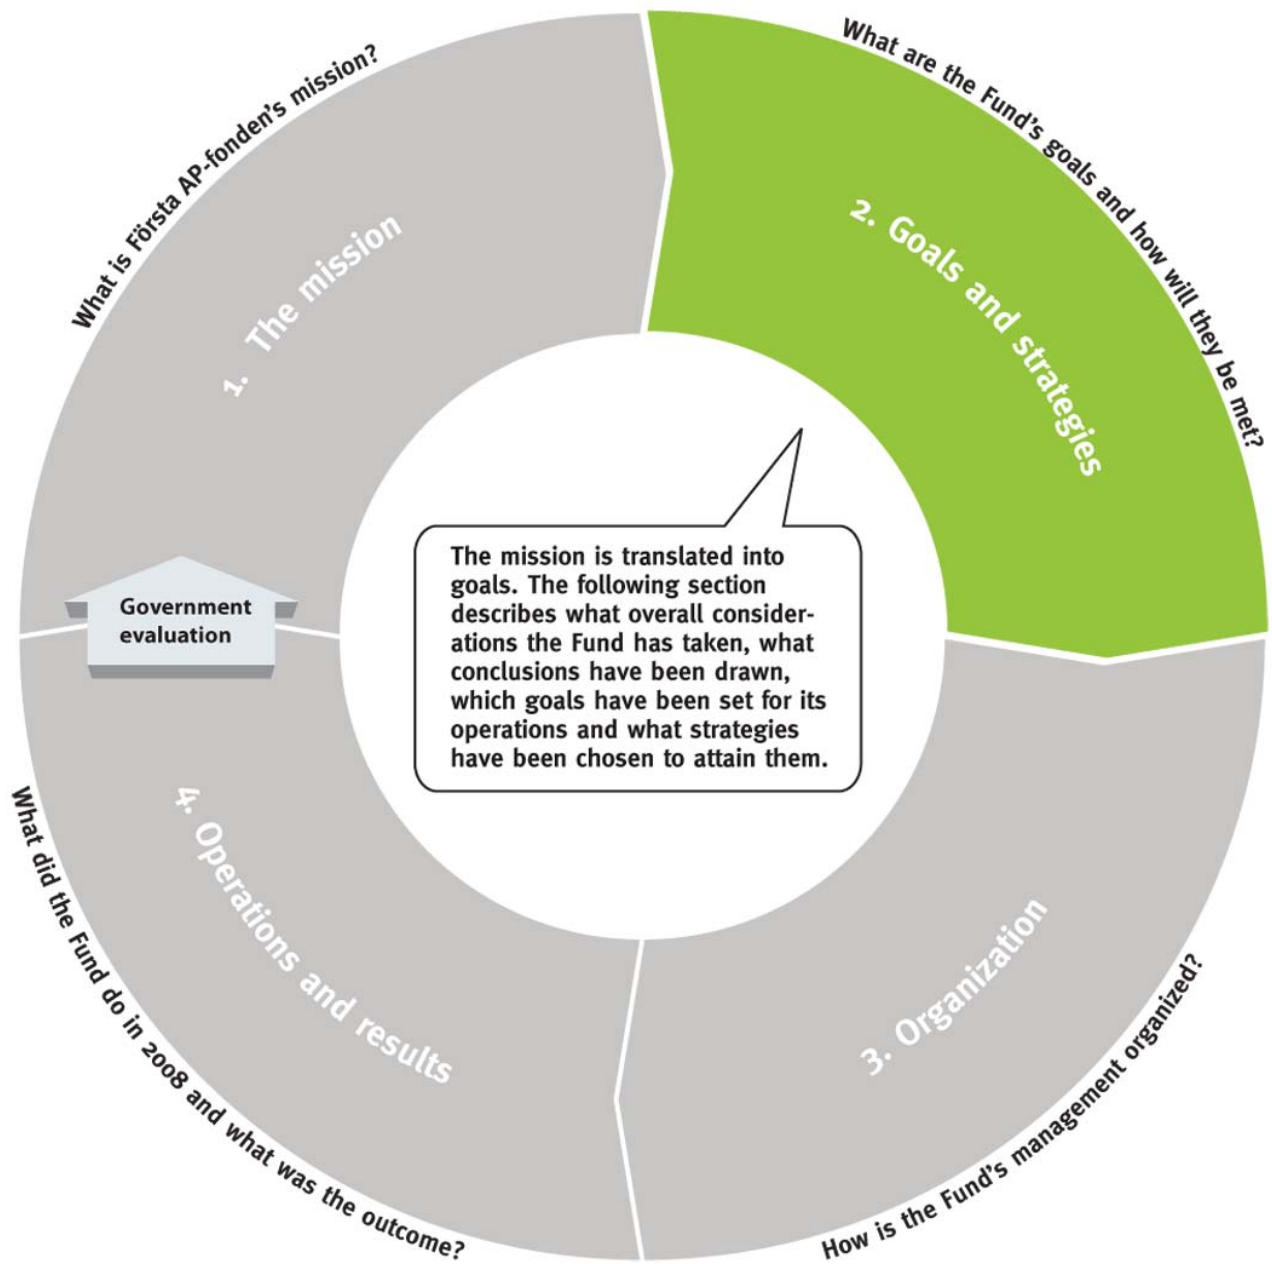 What is Första AP-fonden's mission?
1. The mission
What are the Fund's goals and how will they be met?
2. Goals and strategies
The mission is translated into
goals. The following section
describes what overall consider-
ations the Fund has taken, what
conclusions have been drawn,
which goals have been set for its
operations and what strategies
have been chosen to attain them.
Government
evaluation
3. Organization
How is the Fund's management organized?
4. Operations and results
What did the Fund do in 2008 and what was the outcome?